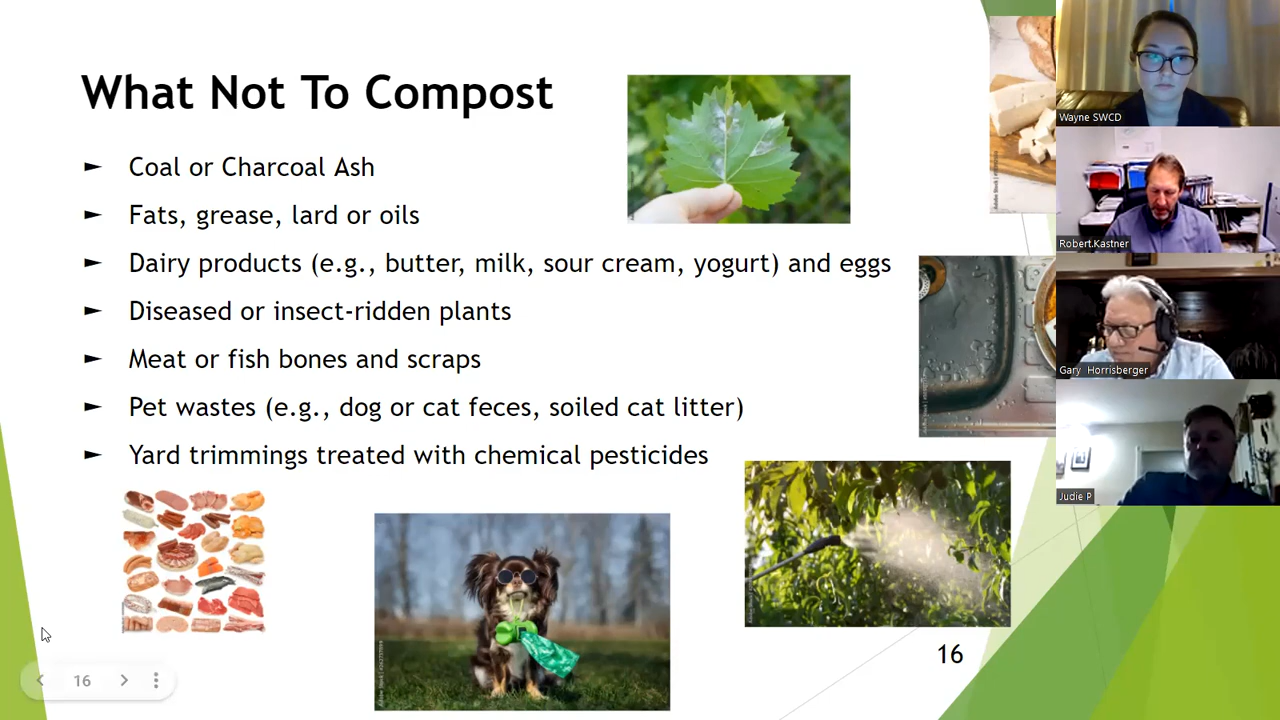 What Not To Compost
► Coal or Charcoal Ash
► Fats, grease, lard or oils
► Dairy products (e.g., butter, milk, sour cream, yogurt) and eggs
► Diseased or insect-ridden plants
► Meat or fish bones and scraps
► Pet wastes (e.g., dog or cat feces, soiled cat litter)
► Yard trimmings treated with chemical pesticides
16
16
Wayne SWCD
Robert.Kastner
Gary Horrisberger
Judie P